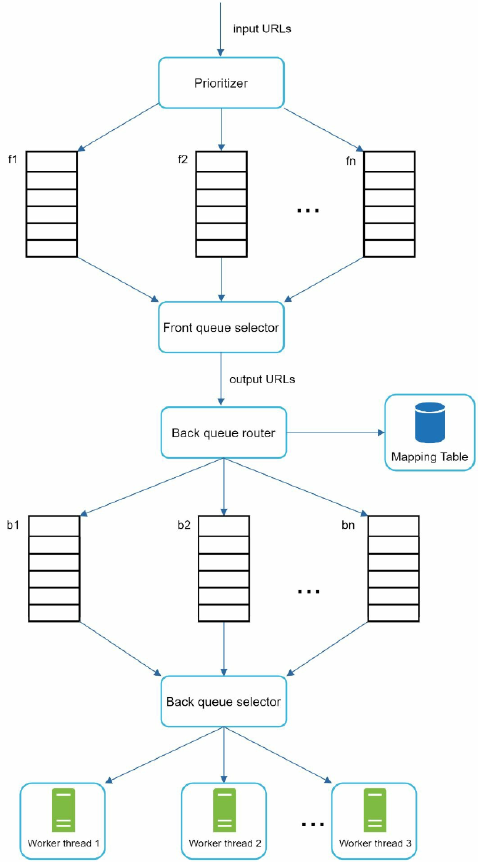 input URLs
Prioritizer
f1
f2
fn
...
Front queue selector
output URLs
Back queue router
Mapping Table
b1
b2
bn
...
Back queue selector
...
Worker thread 1
Worker thread 2
Worker thread 3